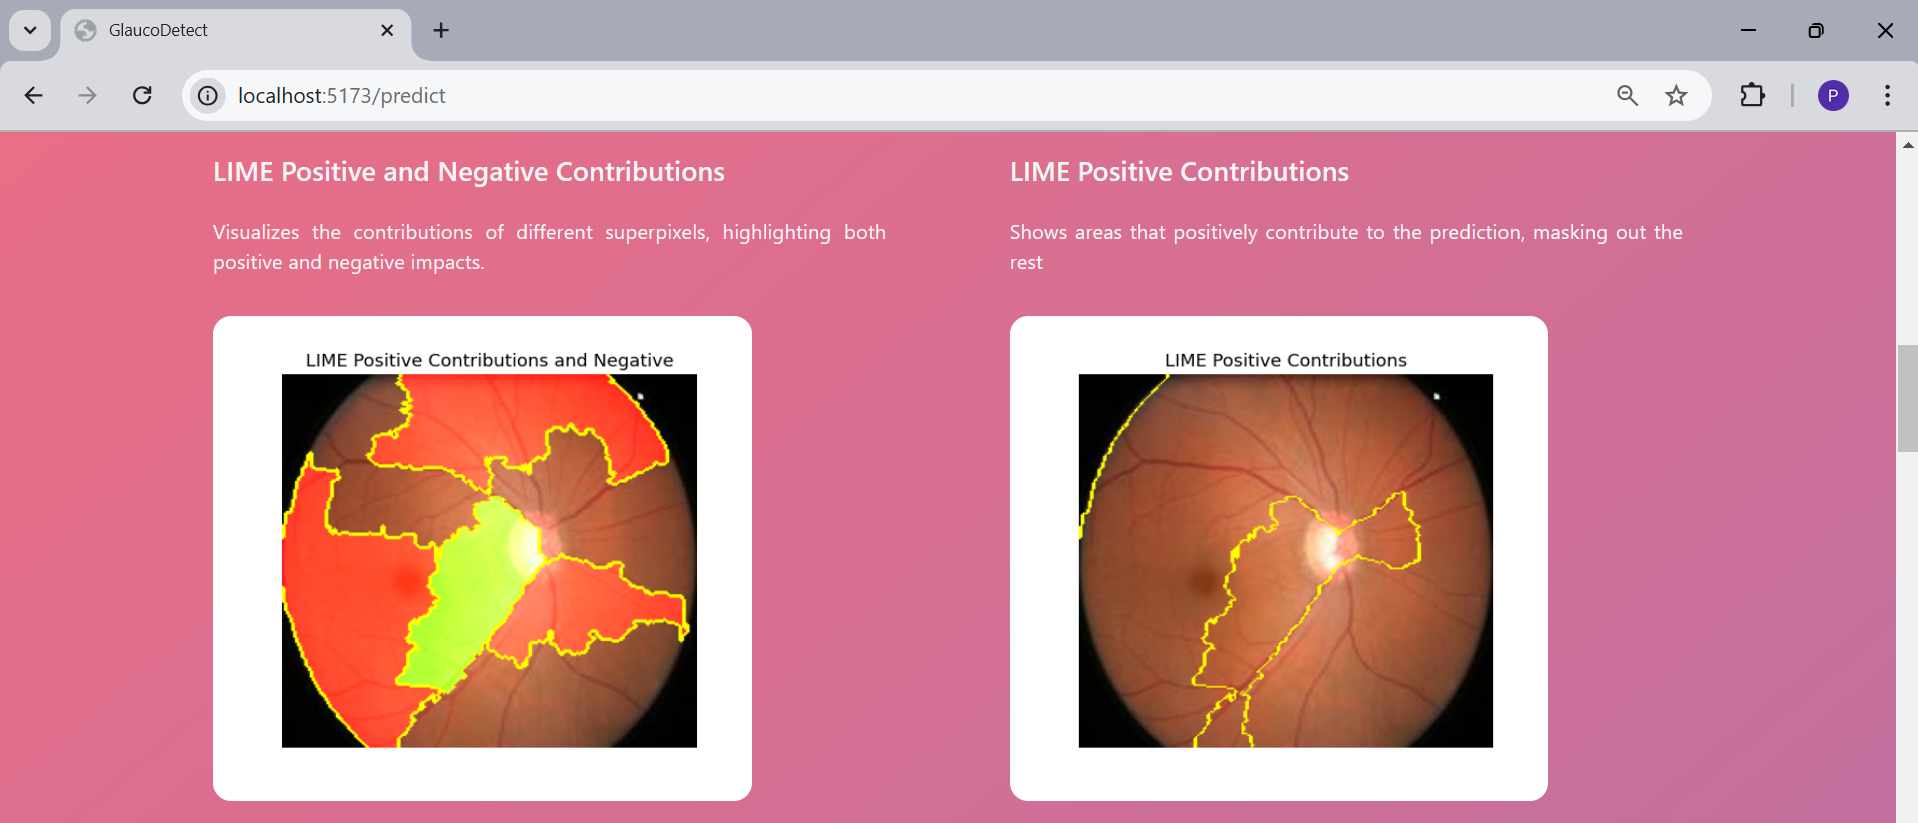 GlaucoDetect
localhost:5173/predict
P
LIME Positive and Negative Contributions
Visualizes the contributions of different superpixels, highlighting both
positive and negative impacts.
LIME Positive Contributions and Negative
LIME Positive Contributions
Shows areas that positively contribute to the prediction, masking out the
rest
LIME Positive Contributions